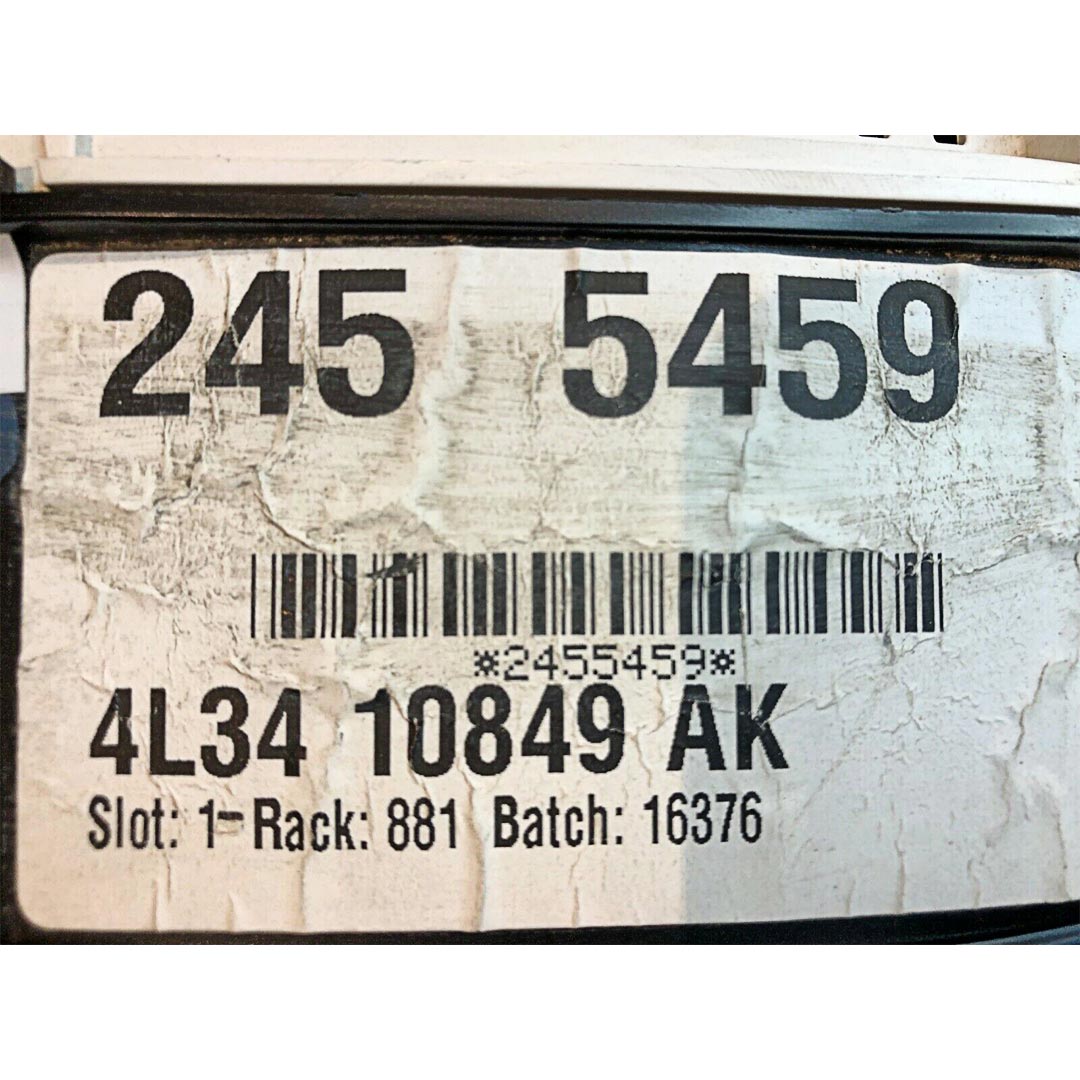 245 5459
*2455459*
4L34 10849 AK
Slot: 1 Rack: 881 Batch: 16376